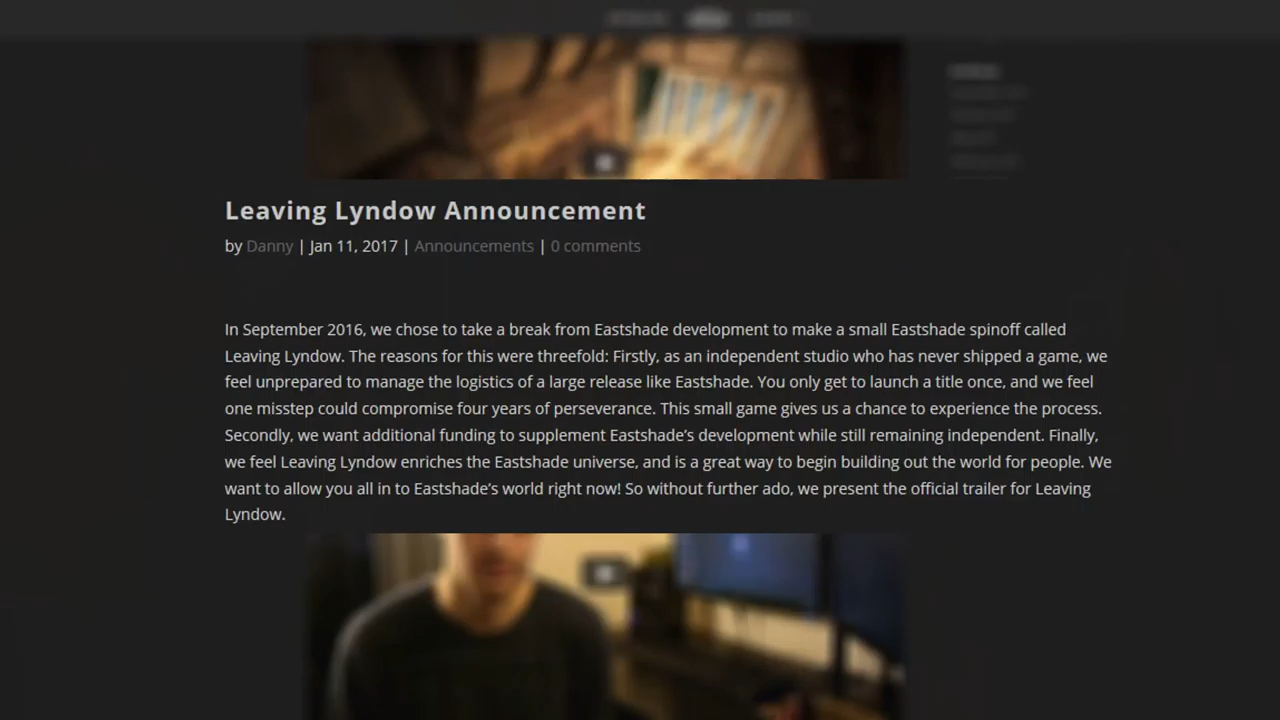 Leaving Lyndow Announcement
by Danny | Jan 11, 2017 | Announcements | 0 comments
In September 2016, we chose to take a break from Eastshade development to make a small Eastshade spinoff called
Leaving Lyndow. The reasons for this were threefold: Firstly, as an independent studio who has never shipped a game, we
feel unprepared to manage the logistics of a large release like Eastshade. You only get to launch a title once, and we feel
one misstep could compromise four years of perseverance. This small game gives us a chance to experience the process.
Secondly, we want additional funding to supplement Eastshade's development while still remaining independent. Finally,
we feel Leaving Lyndow enriches the Eastshade universe, and is a great way to begin building out the world for people. We
want to allow you all in to Eastshade's world right now! So without further ado, we present the official trailer for Leaving
Lyndow.